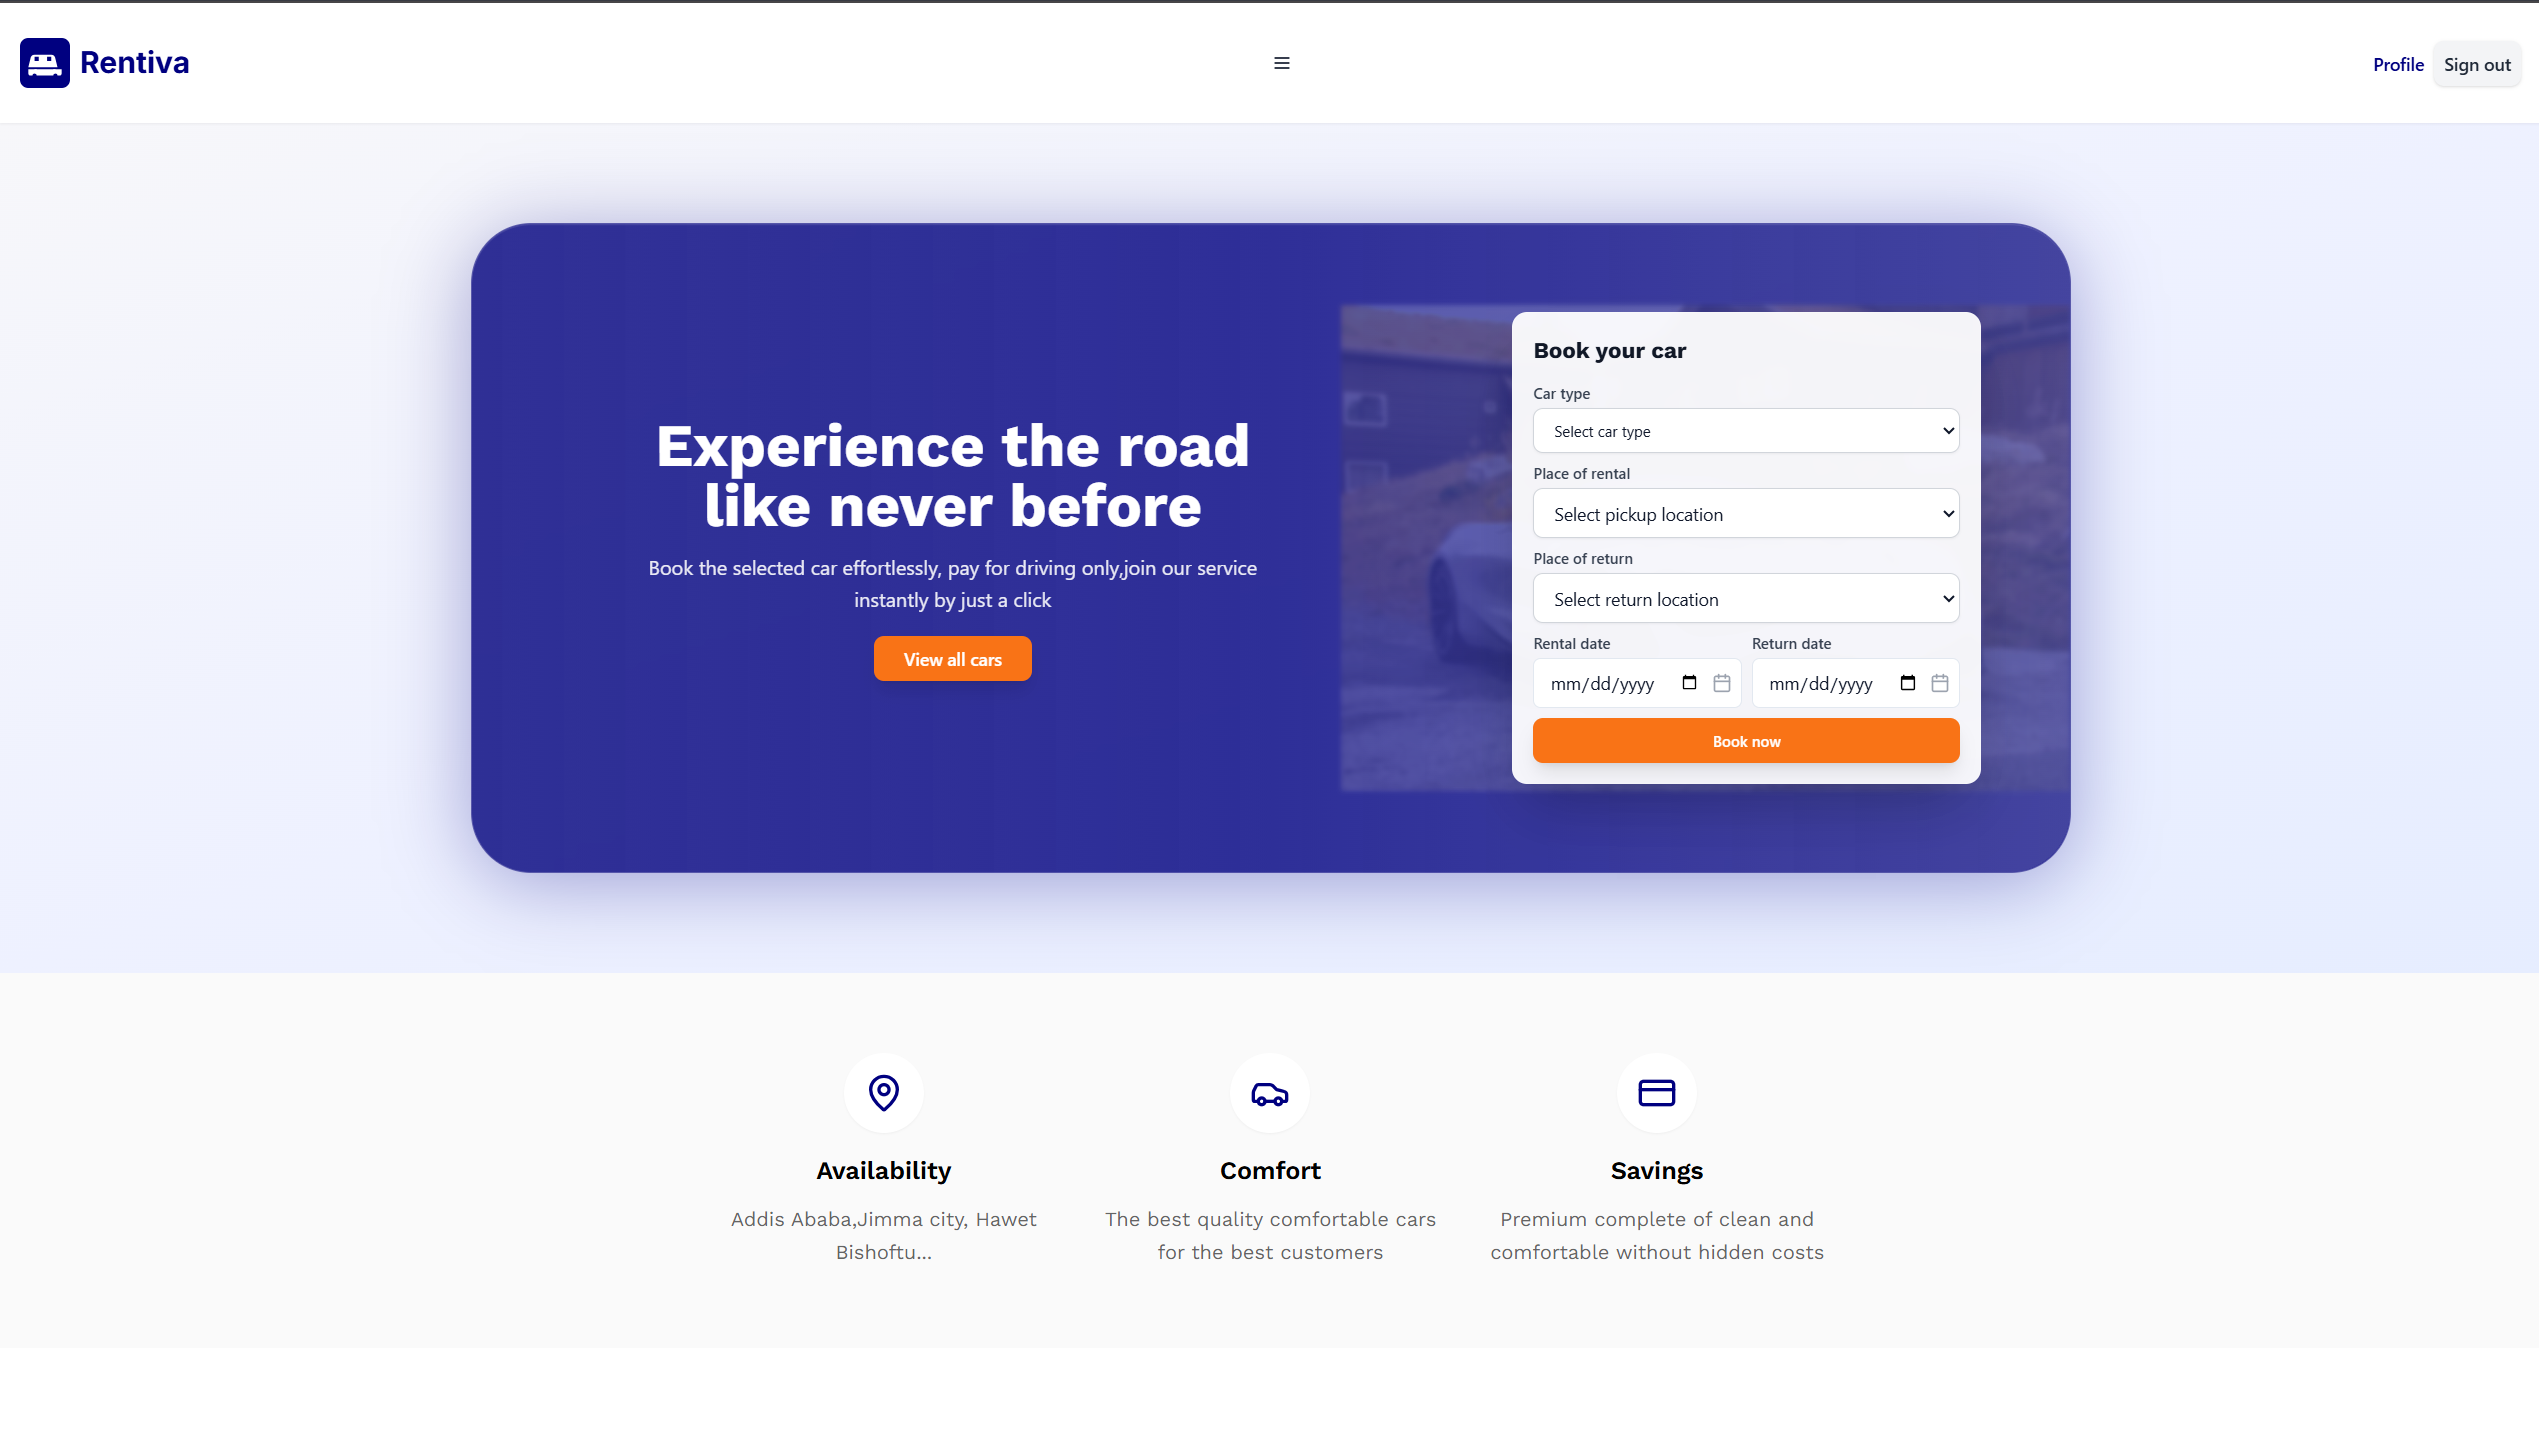 Rentiva
Profile
Sign out
Experience the road
like never before
Book the selected car effortlessly, pay for driving only,join our service
instantly by just a click
View all cars
Book your car
Car type
Select car type
Place of rental
Select pickup location
Place of return
Select return location
Rental date
Return date
mm/dd/yyyy
mm/dd/yyyy
Book now
Availability
Addis Ababa,Jimma city, Hawet
Bishoftu...
Comfort
The best quality comfortable cars
for the best customers
Savings
Premium complete of clean and
comfortable without hidden costs